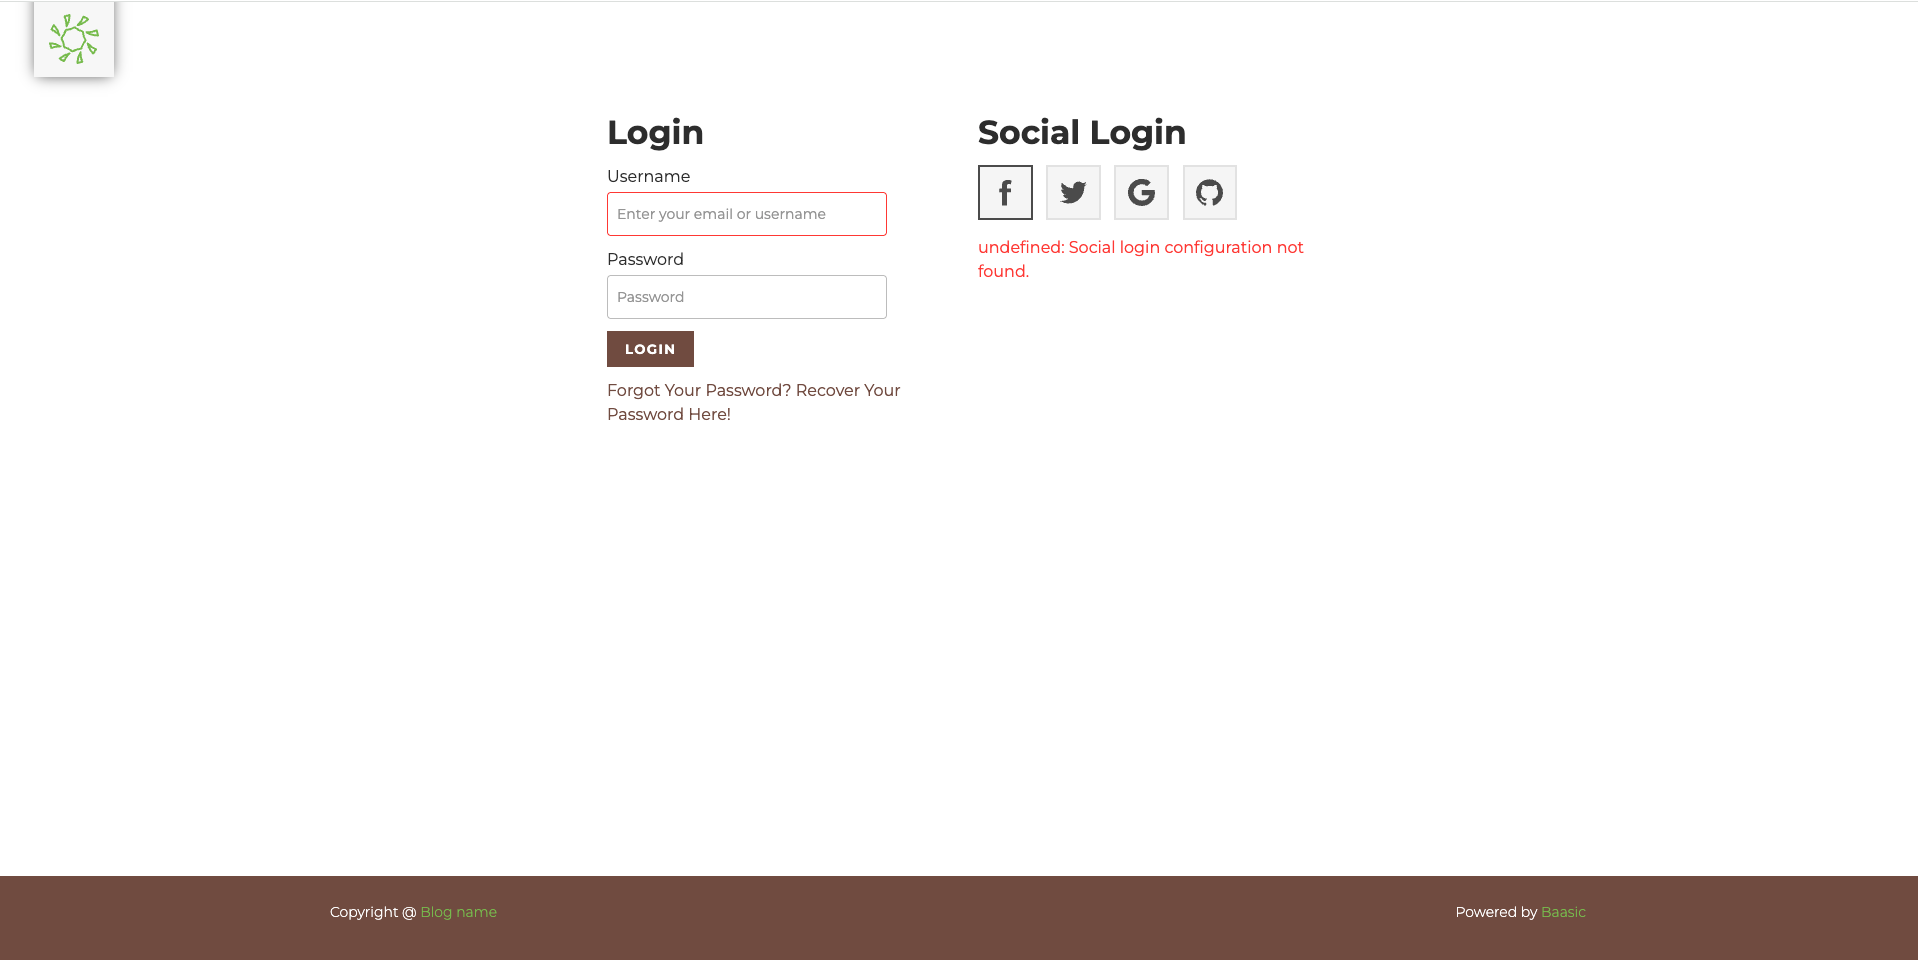 Login
Username
Enter your email or username
Password
Password
LOGIN
Forgot Your Password? Recover Your
Password Here!
Social Login
undefined: Social login configuration not
found.
Copyright @ Blog name
Powered by Baasic